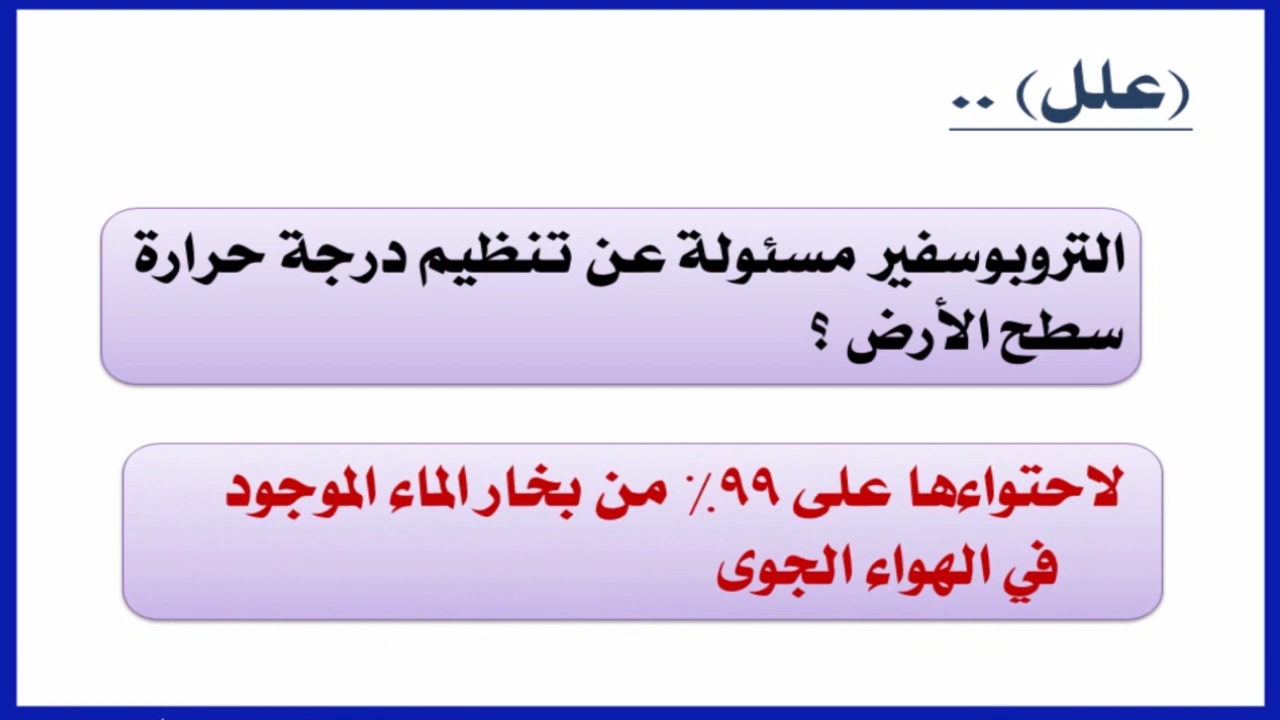 (علل) ..
التروبوسفير مسئولة عن تنظيم درجة حرارة
سطح الأرض ؟
لاحتواءها على ٩٩٪ من بخار الماء الموجود
في الهواء الجوى